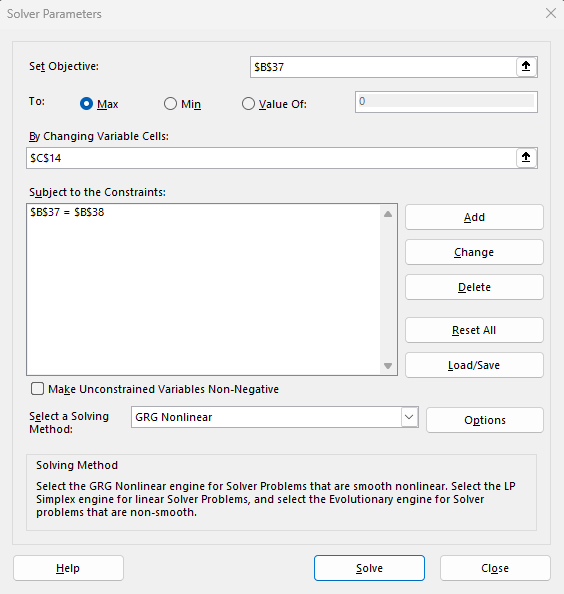 Solver Parameters
Set Objective:
$B$37
To:
Max
Min
Value Of:
0
By Changing Variable Cells:
$C$14
Subject to the Constraints:
$B$37 = $B$38
Add
Change
Delete
Reset All
Load/Save
Make Unconstrained Variables Non-Negative
Select a Solving
Method:
GRG Nonlinear
Options
Solving Method
Select the GRG Nonlinear engine for Solver Problems that are smooth nonlinear. Select the LP
Simplex engine for linear Solver Problems, and select the Evolutionary engine for Solver
problems that are non-smooth.
Help
Solve
Close